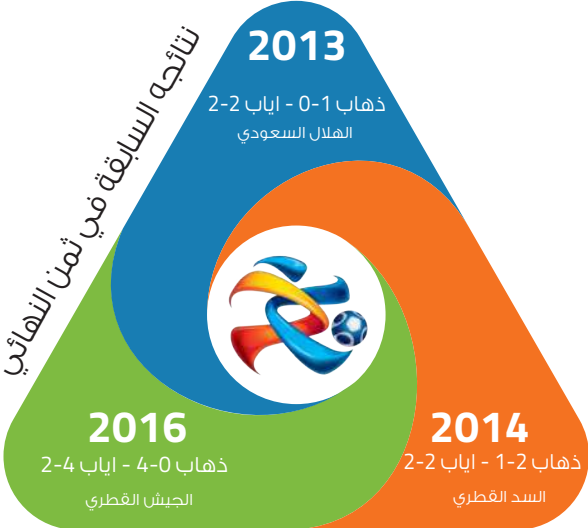 نتائجه السابقة في ثمن النهائي
2013
ذهاب 1-0 - اياب 2-2
الهلال السعودي
2014
ذهاب 2-1 - اياب 2-2
السد القطري
2016
ذهاب 0-4 - اياب 4-2
الجيش القطري